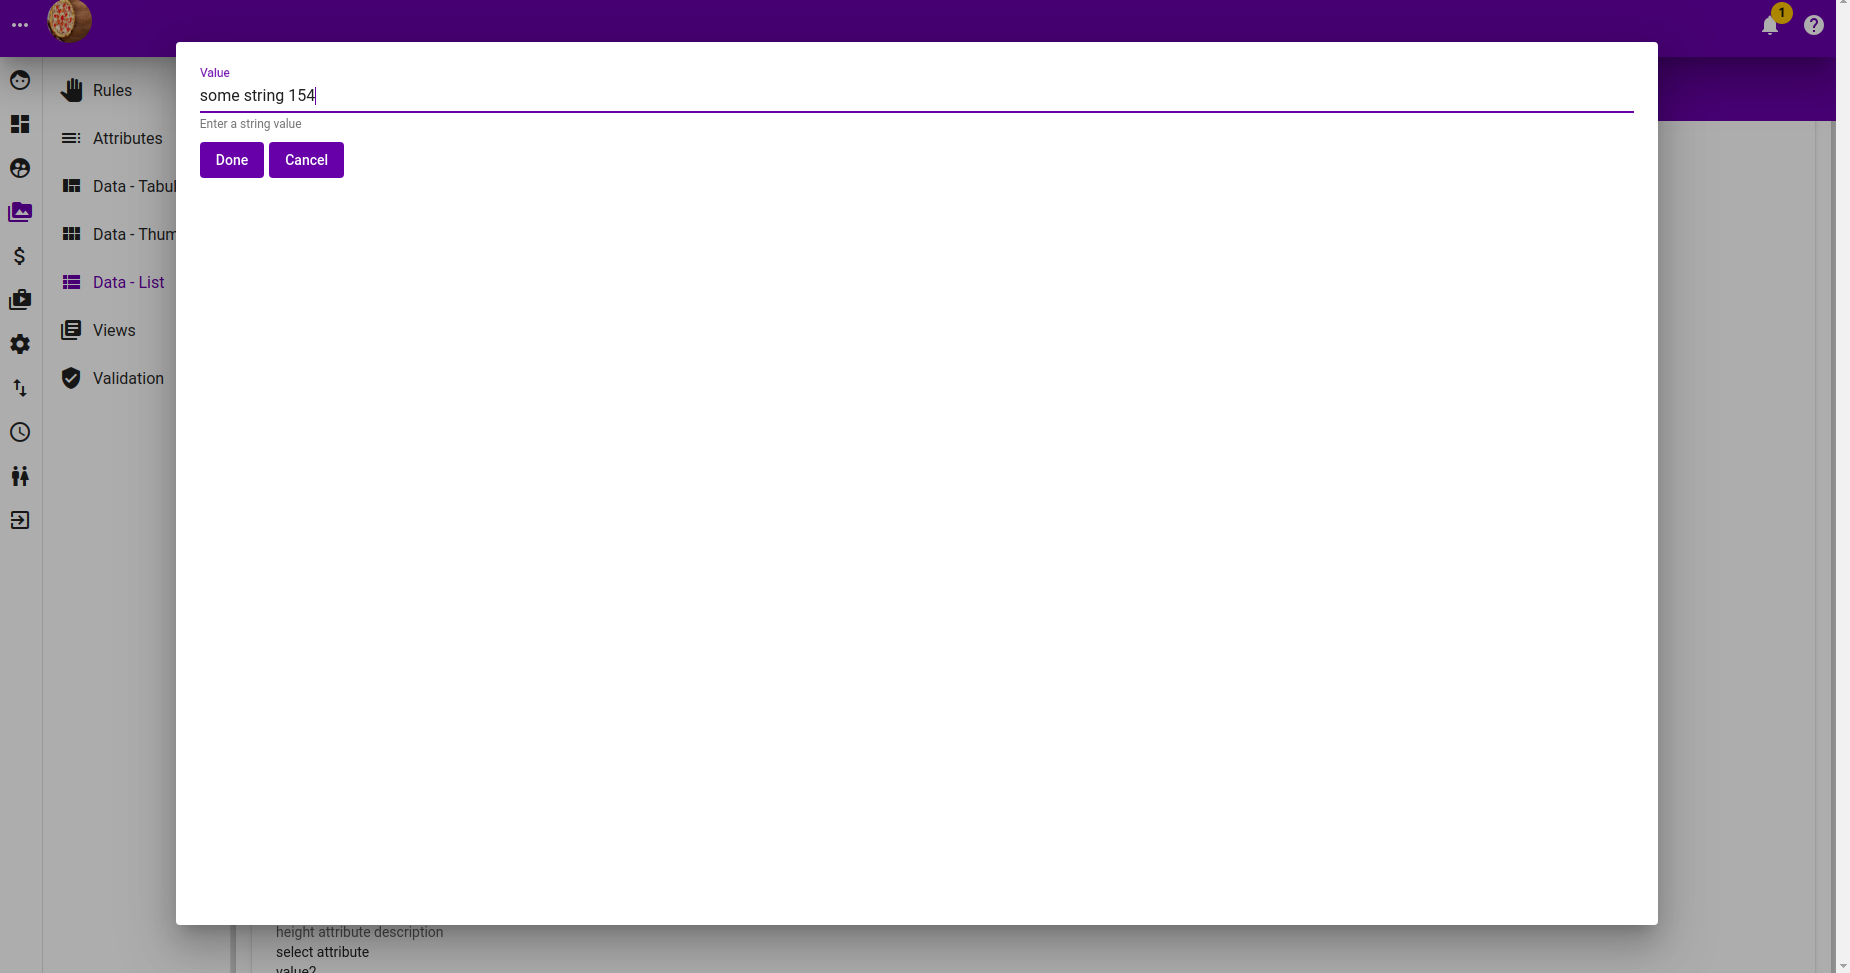 1
Value
some string 154
Enter a string value
Done Cancel
Rules
Attributes
Data - Tabul
Data - Thum
Data - List
Views
Validation
height attribute description
select attribute
value2